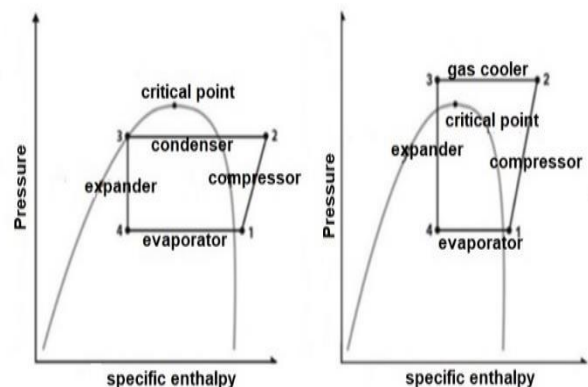 Pressure
critical point
3
2
condenser
expander
compressor
4
1
evaporator
specific enthalpy
Pressure
gas cooler
3
2
critical point
expander
compressor
4
1
evaporator
specific enthalpy